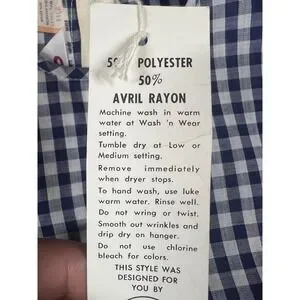 POLYESTER
50%
AVRIL RAYON
Machine wash in warm
water at Wash 'n Wear
setting.
Tumble dry at Low or
Medium setting.
Remove immediately
when dryer stops.
To hand wash, use luke
warm water. Rinse well.
Do not wring or twist.
Smooth out wrinkles and
drip dry on hanger.
Do not use chlorine
bleach for colors.
THIS STYLE WAS
DESIGNED FOR
YOU BY